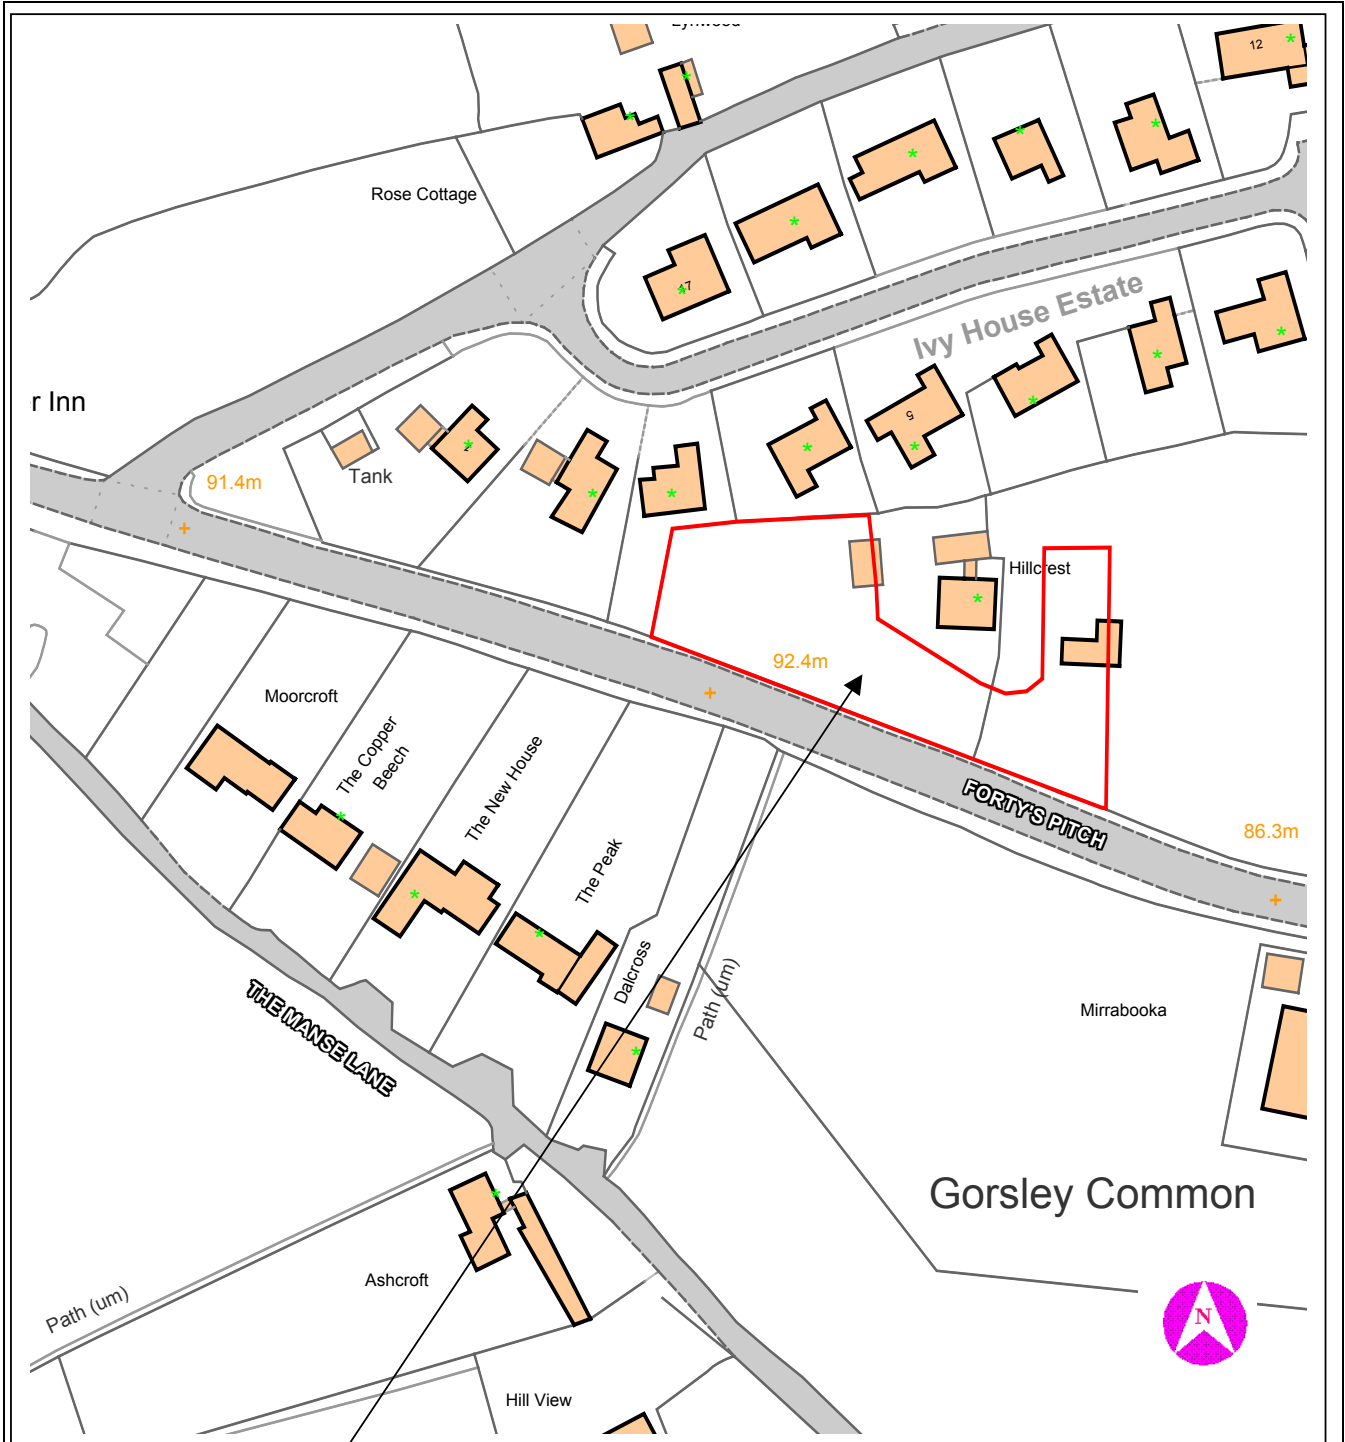 12
Rose Cottage
17
Ivy House Estate
r Inn
5
91.4m
Tank
Hillcrest
92.4m
Moorcroft
The Copper
Beech
The New House
FORTY'S PITCH
86.3m
The Peak
Dalcross
Path (um)
THE MANSE LANE
Mirrabooka
Gorsley Common
Ashcroft
Path (um)
N
Hill View